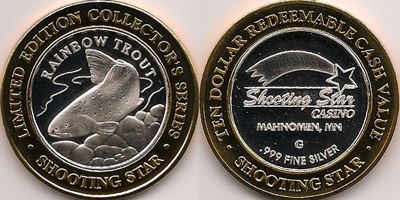 LIMITED EDITION COLLECTOR'S SERIES
RAINBOW TROUT
• SHOOTING STAR •
TEN DOLLAR REDEEMABLE CASH VALUE
Shooting Star
CASINO
MAHNOMEN, MN
G
.999 FINE SILVER
• SHOOTING STAR •